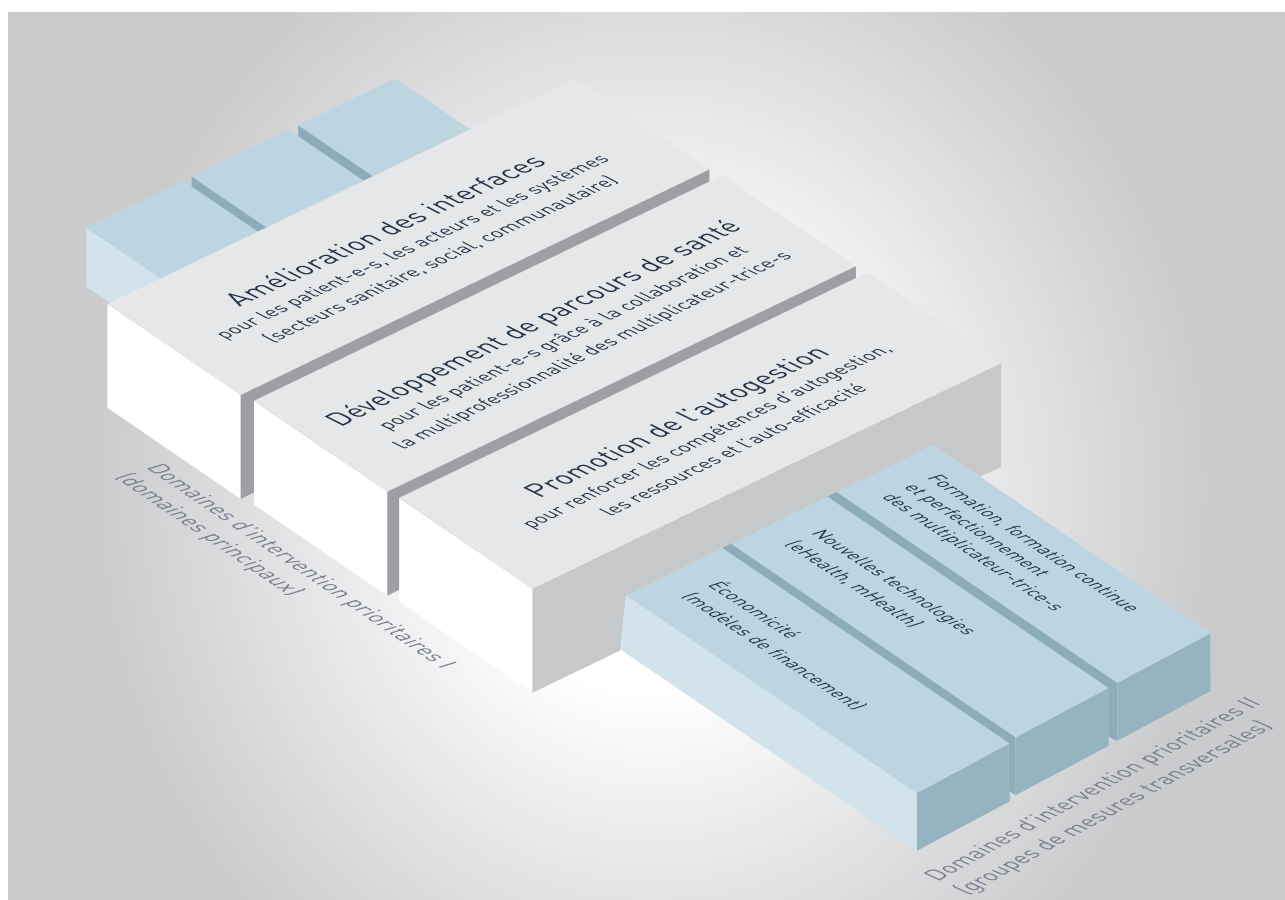 Amélioration des interfaces
pour les patient-e-s, les acteurs et les systèmes
(secteurs sanitaire, social, communautaire)
Développement de parcours de santé
pour les patient-e-s grâce à la collaboration et
la multiprofessionnalité des multiplicateur-trice-s
Promotion de l'autogestion
pour renforcer les compétences d'autogestion,
les ressources et l'auto-efficacité
Domaines d'intervention prioritaires I
(domaines principaux)
Formation, formation continue
et perfectionnement
des multiplicateur-trice-s
Nouvelles technologies
(eHealth, mHealth)
Économicité
(modèles de financement)
Domaines d'intervention prioritaires II
(groupes de mesures transversales)